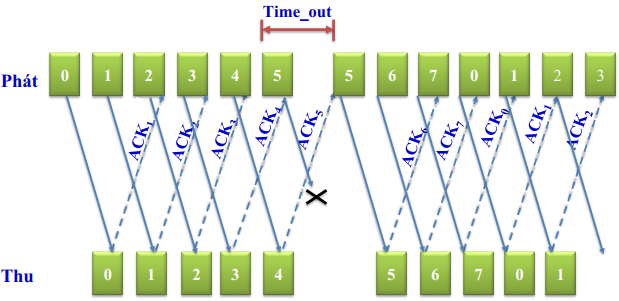 Time_out
Phát 0 1 2 3 4 5 5 6 7 0 1 2 3
ACK1 ACK2 ACK3 ACK4 ACK5 ACK6 ACK7 ACK0 ACK1 ACK2
Thu 0 1 2 3 4 5 6 7 0 1